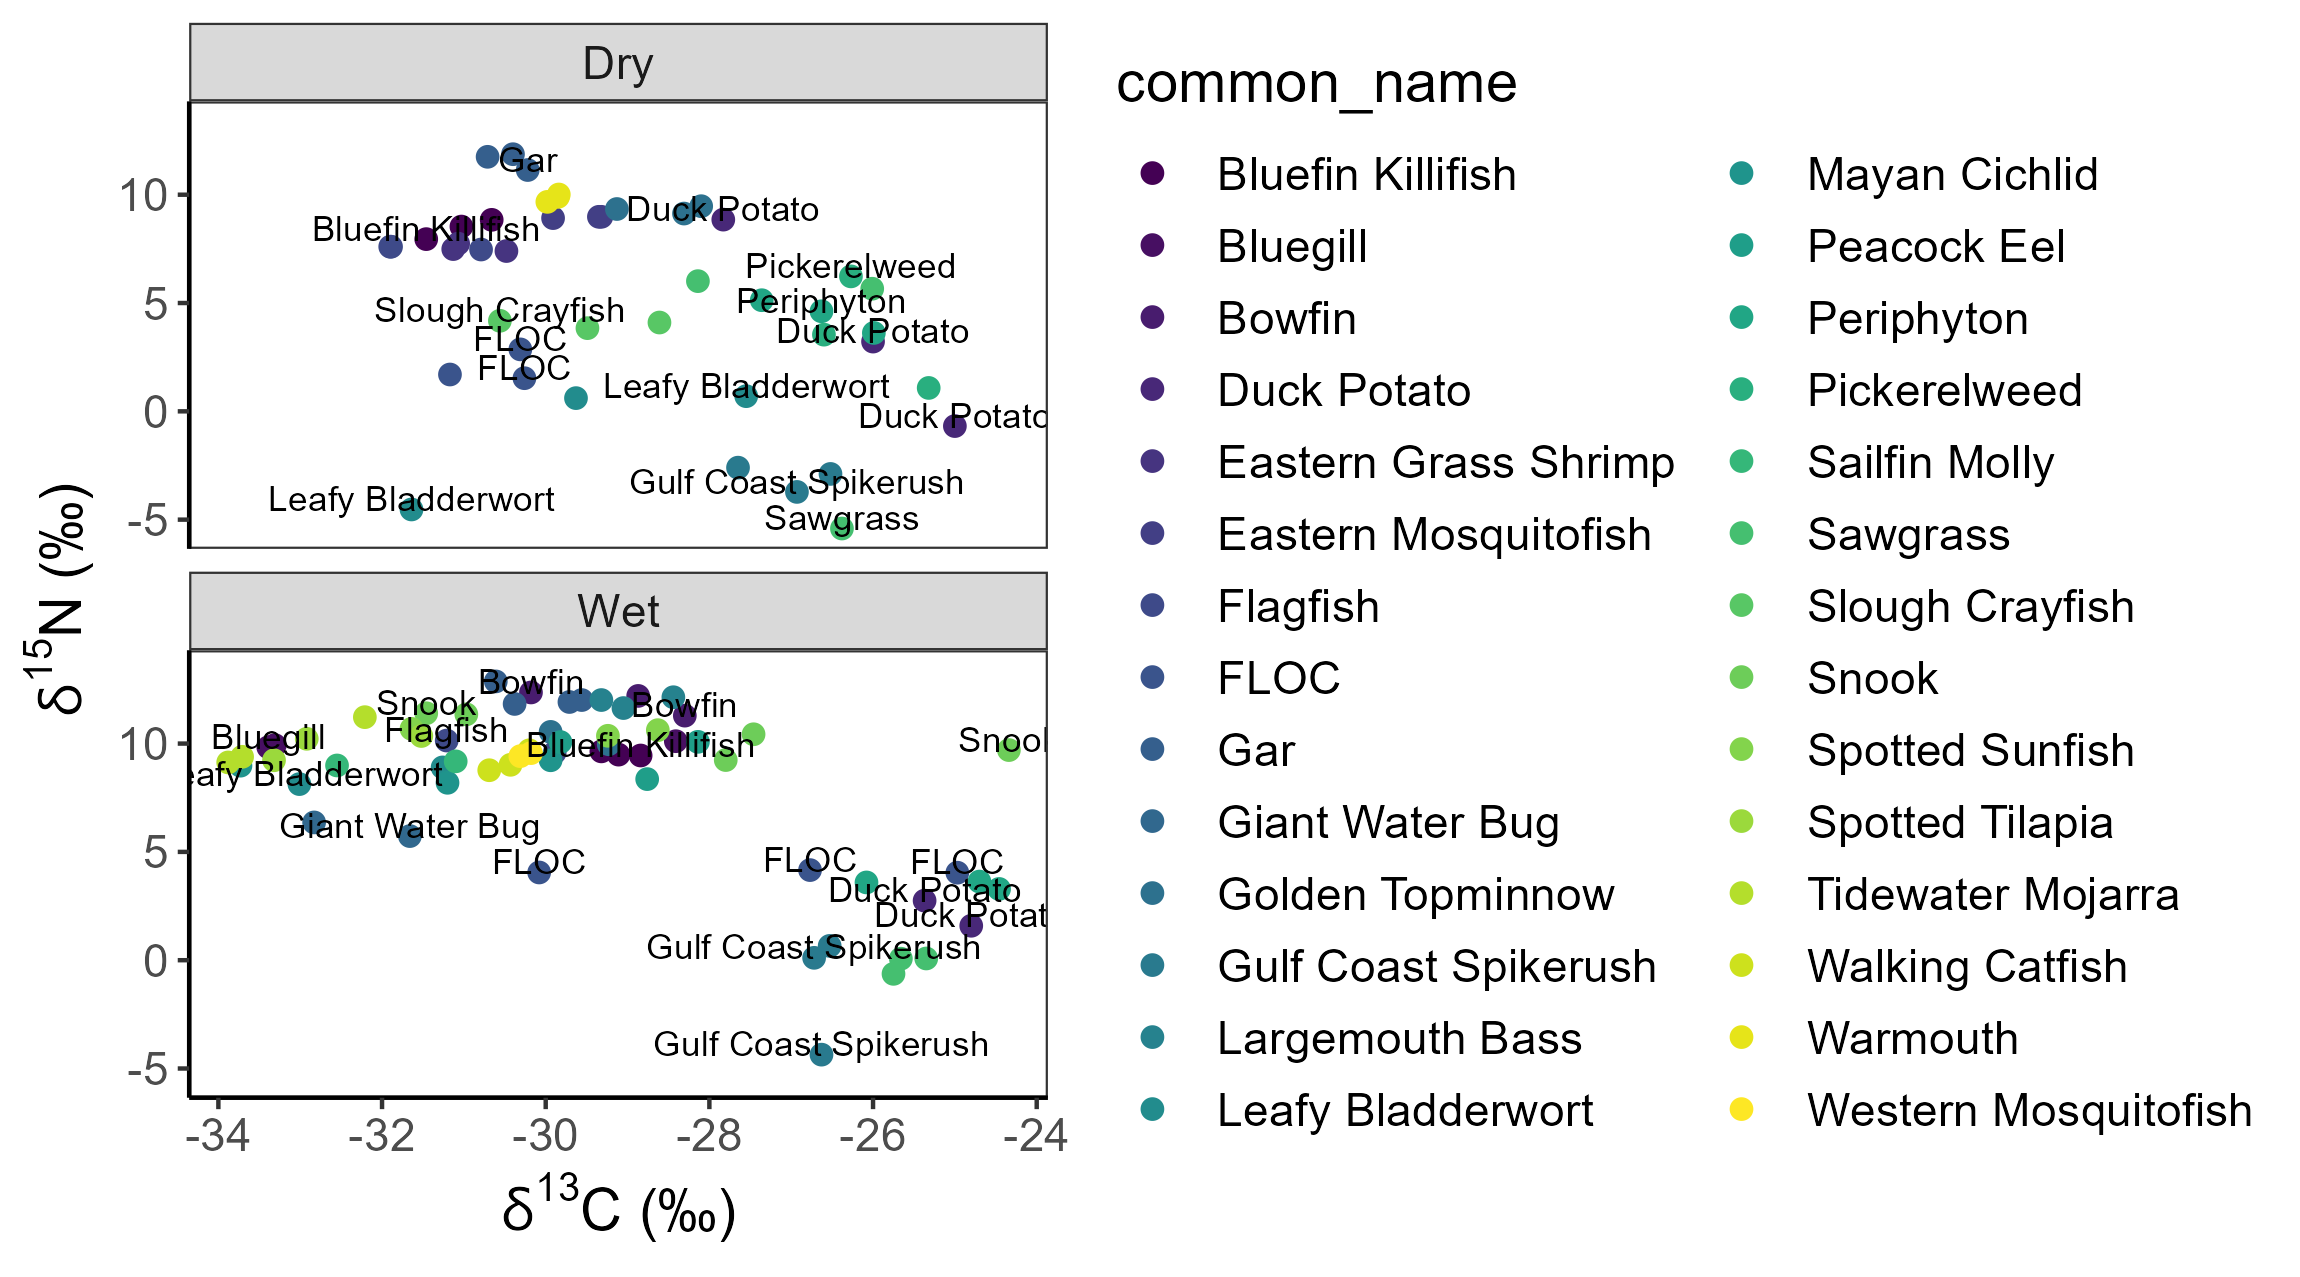 Dry
Gar
Duck Potato
Bluefin Killifish
Pickerelweed
Periphyton
Slough Crayfish
Duck Potato
FLOC
FLOC
Leafy Bladderwort
Duck Potato
Gulf Coast Spikerush
Leafy Bladderwort
Sawgrass
10
5
0
-5
Wet
Bowfin
Snook
Bowfin
Flagfish
Bluegill
Snook
Bluefin Killifish
eafy Bladderwort
Giant Water Bug
FLOC
FLOC
FLOC
Duck Potato
Duck Potat
Gulf Coast Spikerush
Gulf Coast Spikerush
10
5
0
-5
-34 -32 -30 -28 -26 -24
δ¹³C (‰)
δ¹⁵N (‰)
common_name
Bluefin Killifish
Bluegill
Bowfin
Duck Potato
Eastern Grass Shrimp
Eastern Mosquitofish
Flagfish
FLOC
Gar
Giant Water Bug
Golden Topminnow
Gulf Coast Spikerush
Largemouth Bass
Leafy Bladderwort
Mayan Cichlid
Peacock Eel
Periphyton
Pickerelweed
Sailfin Molly
Sawgrass
Slough Crayfish
Snook
Spotted Sunfish
Spotted Tilapia
Tidewater Mojarra
Walking Catfish
Warmouth
Western Mosquitofish